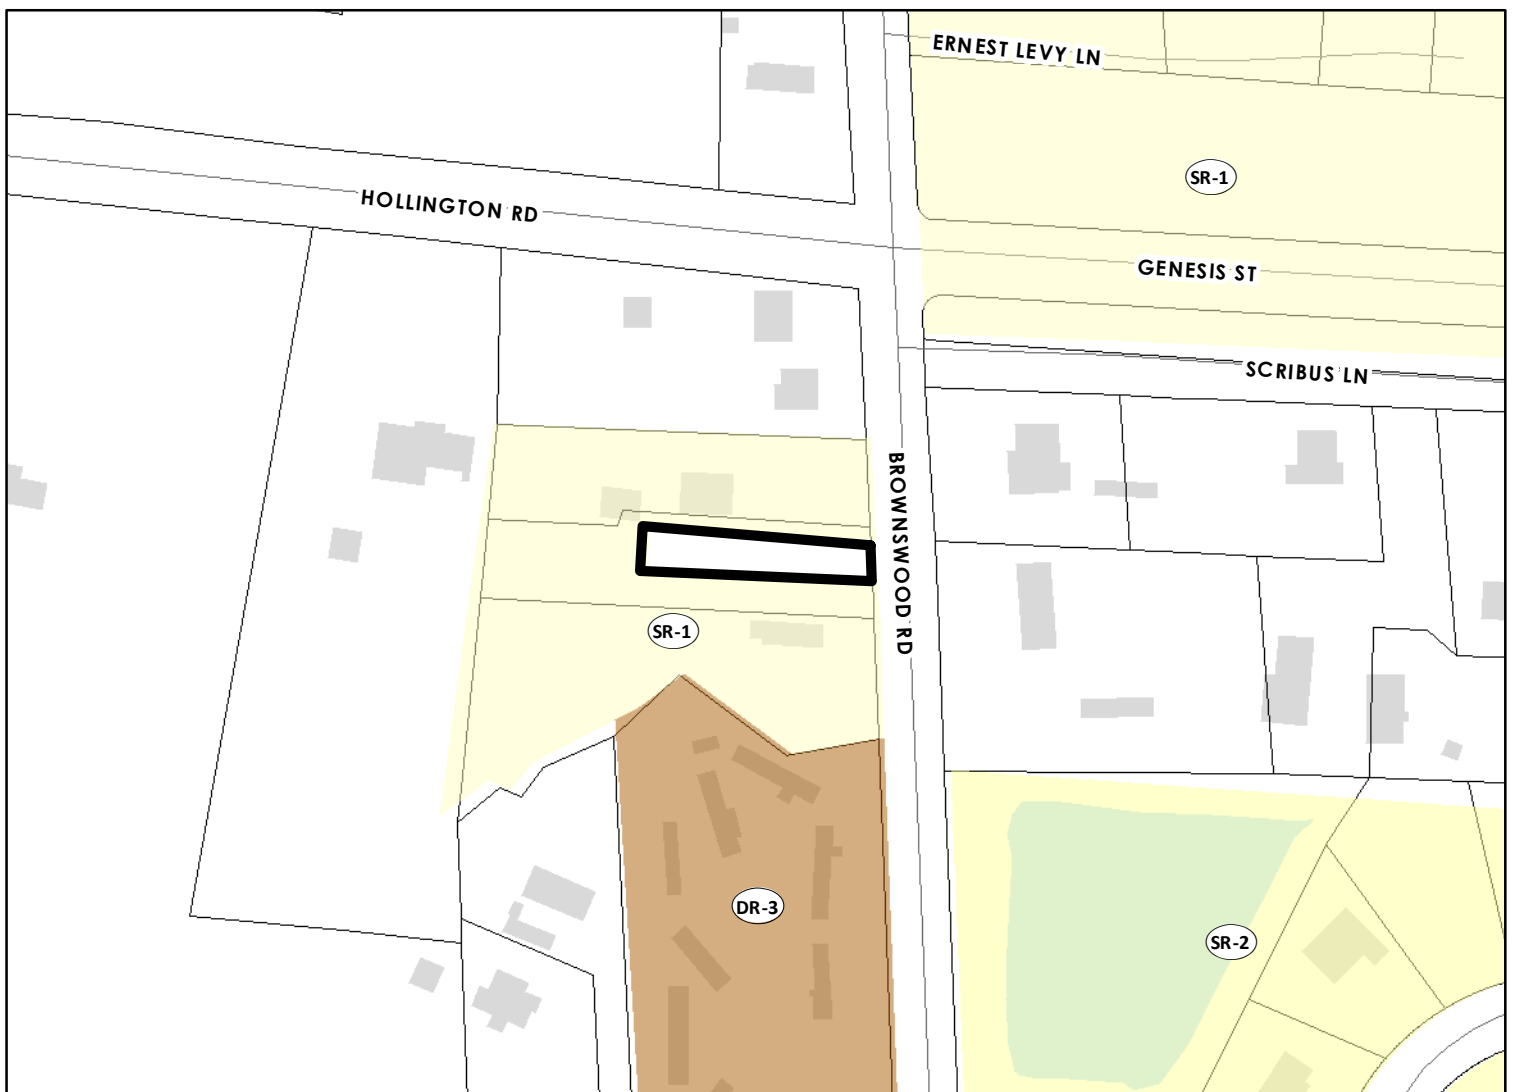 ERNEST LEVY LN
SR-1
HOLLINGTON RD
GENESIS ST
SCRIBUS LN
BROWNSWOOD RD
SR-1
DR-3
SR-2